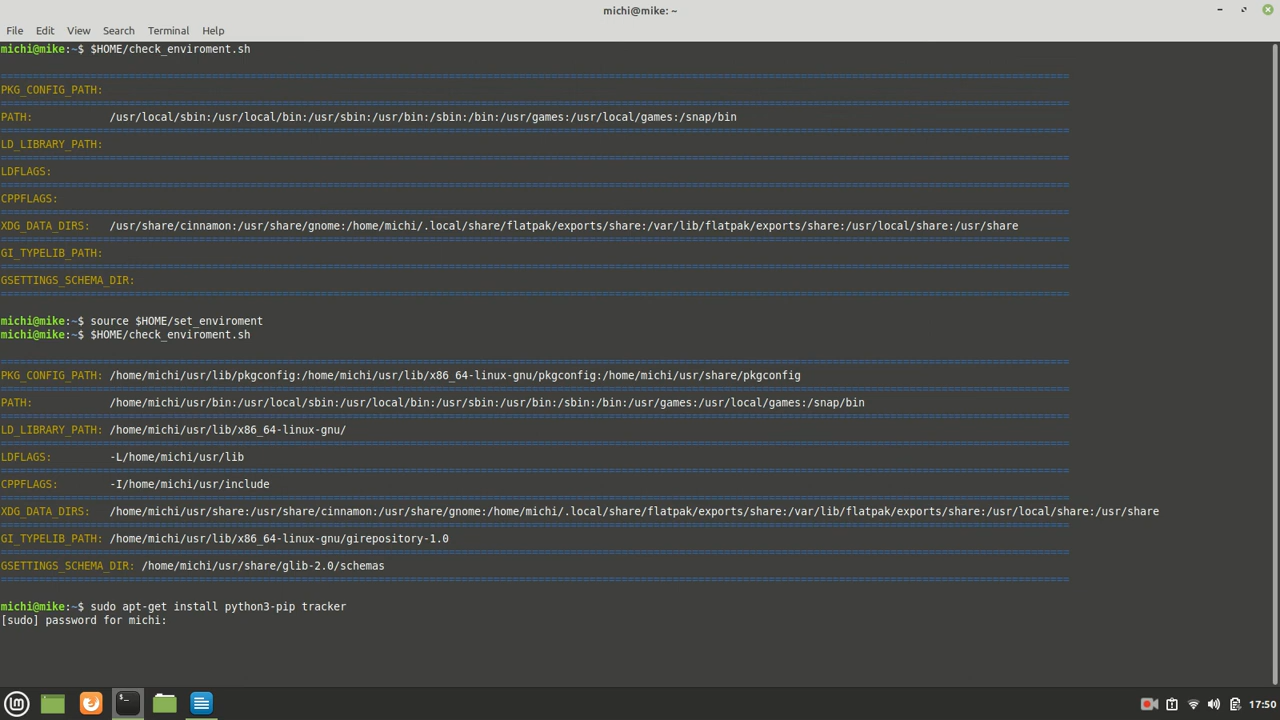 michi@mike: ~
File Edit View Search Terminal Help
michi@mike:~$ $HOME/check_enviroment.sh
PKG_CONFIG_PATH:
PATH: /usr/local/sbin:/usr/local/bin:/usr/sbin:/usr/bin:/sbin:/bin:/usr/games:/usr/local/games:/snap/bin
LD_LIBRARY_PATH:
LDFLAGS:
CPPFLAGS:
XDG_DATA_DIRS: /usr/share/cinnamon:/usr/share/gnome:/home/michi/.local/share/flatpak/exports/share:/var/lib/flatpak/exports/share:/usr/local/share:/usr/share
GI_TYPELIB_PATH:
GSETTINGS_SCHEMA_DIR:
michi@mike:~$ source $HOME/set_enviroment
michi@mike:~$ $HOME/check_enviroment.sh
PKG_CONFIG_PATH: /home/michi/usr/lib/pkgconfig:/home/michi/usr/lib/x86_64-linux-gnu/pkgconfig:/home/michi/usr/share/pkgconfig
PATH: /home/michi/usr/bin:/usr/local/sbin:/usr/local/bin:/usr/sbin:/usr/bin:/sbin:/bin:/usr/games:/usr/local/games:/snap/bin
LD_LIBRARY_PATH: /home/michi/usr/lib/x86_64-linux-gnu/
LDFLAGS: -L/home/michi/usr/lib
CPPFLAGS: -I/home/michi/usr/include
XDG_DATA_DIRS: /home/michi/usr/share:/usr/share/cinnamon:/usr/share/gnome:/home/michi/.local/share/flatpak/exports/share:/var/lib/flatpak/exports/share:/usr/local/share:/usr/share
GI_TYPELIB_PATH: /home/michi/usr/lib/x86_64-linux-gnu/girepository-1.0
GSETTINGS_SCHEMA_DIR: /home/michi/usr/share/glib-2.0/schemas
michi@mike:~$ sudo apt-get install python3-pip tracker
[sudo] password for michi:
17:50